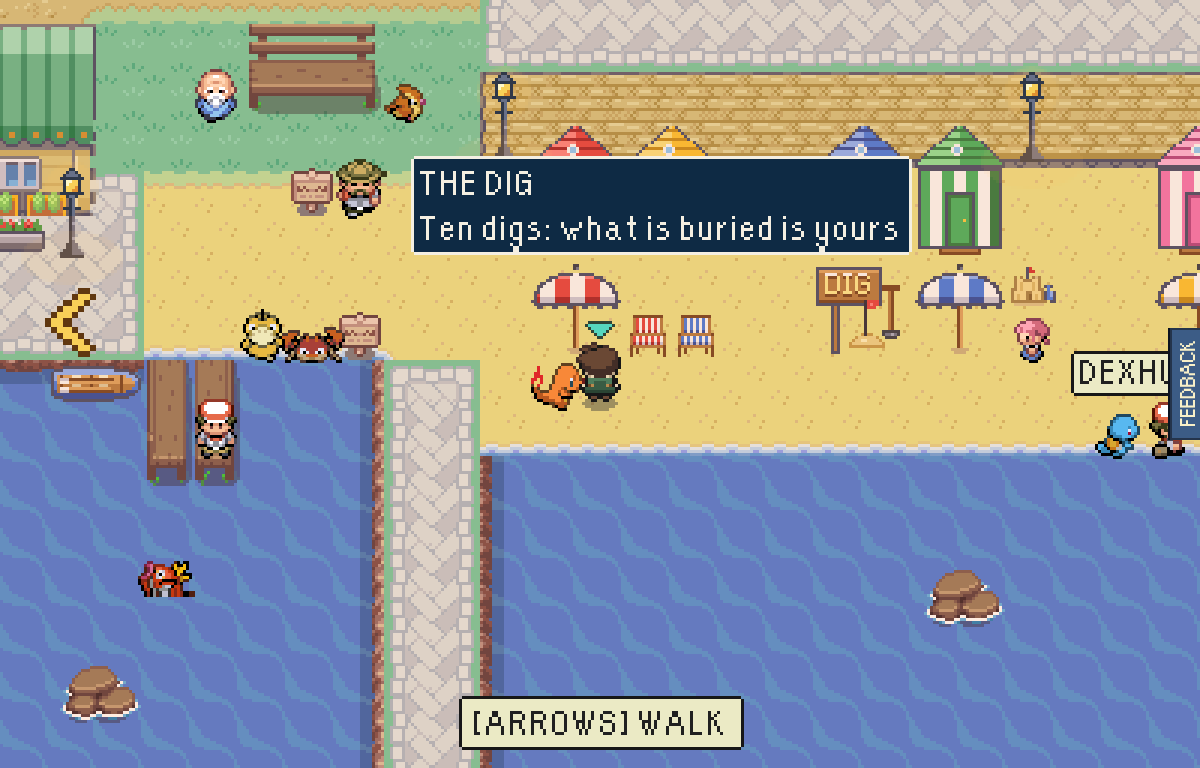 THE DIG
Ten digs: what is buried is yours
DIG
DEXHU
FEEDBACK
[ARROWS] WALK